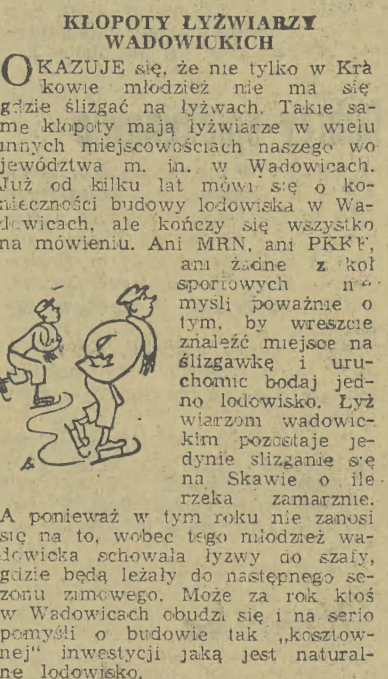 KŁOPOTY ŁYŻWIARZY
WADOWICKICH
OKAZUJE się, że nie tylko w Kra
kowie młodzież nie ma się
gdzie ślizgać na łyżwach. Takie sa-
me kłopoty mają łyżwiarze w wielu
innych miejscowościach naszego wo
jewództwa m. in. w Wadowicach.
Już od kilku lat mówi się o ko-
nieczności budowy lodowiska w Wa-
dowicach, ale kończy się wszystko
na mówieniu. Ani MRN, ani PKKF,
ani żadne z kół
sportowych nie
myśli poważnie o
tym, by wreszcie
znaleźć miejsce na
ślizgawkę i uru-
chomić bodaj jed-
no lodowisko. Łyż
wiarzom wadowic-
kim pozostaje je-
dynie ślizganie się
na Skawie o ile
rzeka zamarznie.
A ponieważ w tym roku nie zanosi
się na to, wobec tego młodzież wa-
dowicka schowała łyżwy do szafy,
gdzie będą leżały do następnego se-
zonu zimowego. Może za rok ktoś
w Wadowicach obudzi się i na serio
pomyśli o budowie tak „kosztow-
nej" inwestycji jaką jest natural-
ne lodowisko.